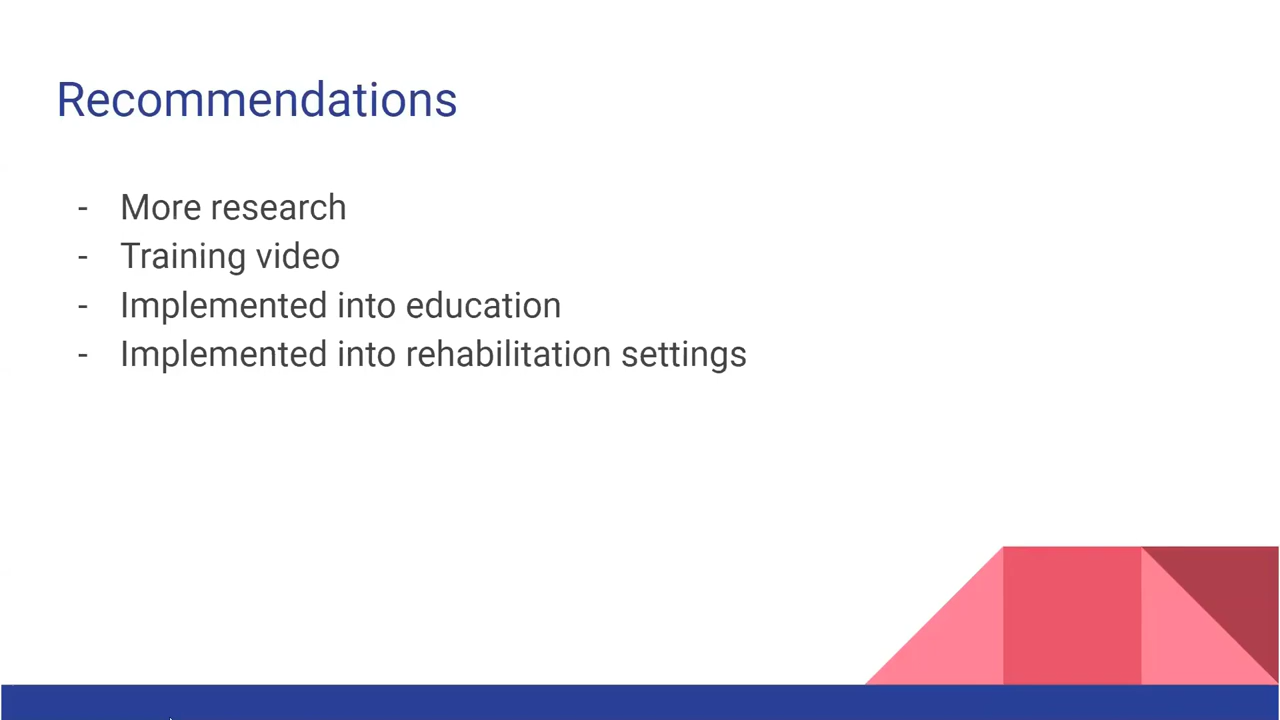 Recommendations
- More research
- Training video
- Implemented into education
- Implemented into rehabilitation settings